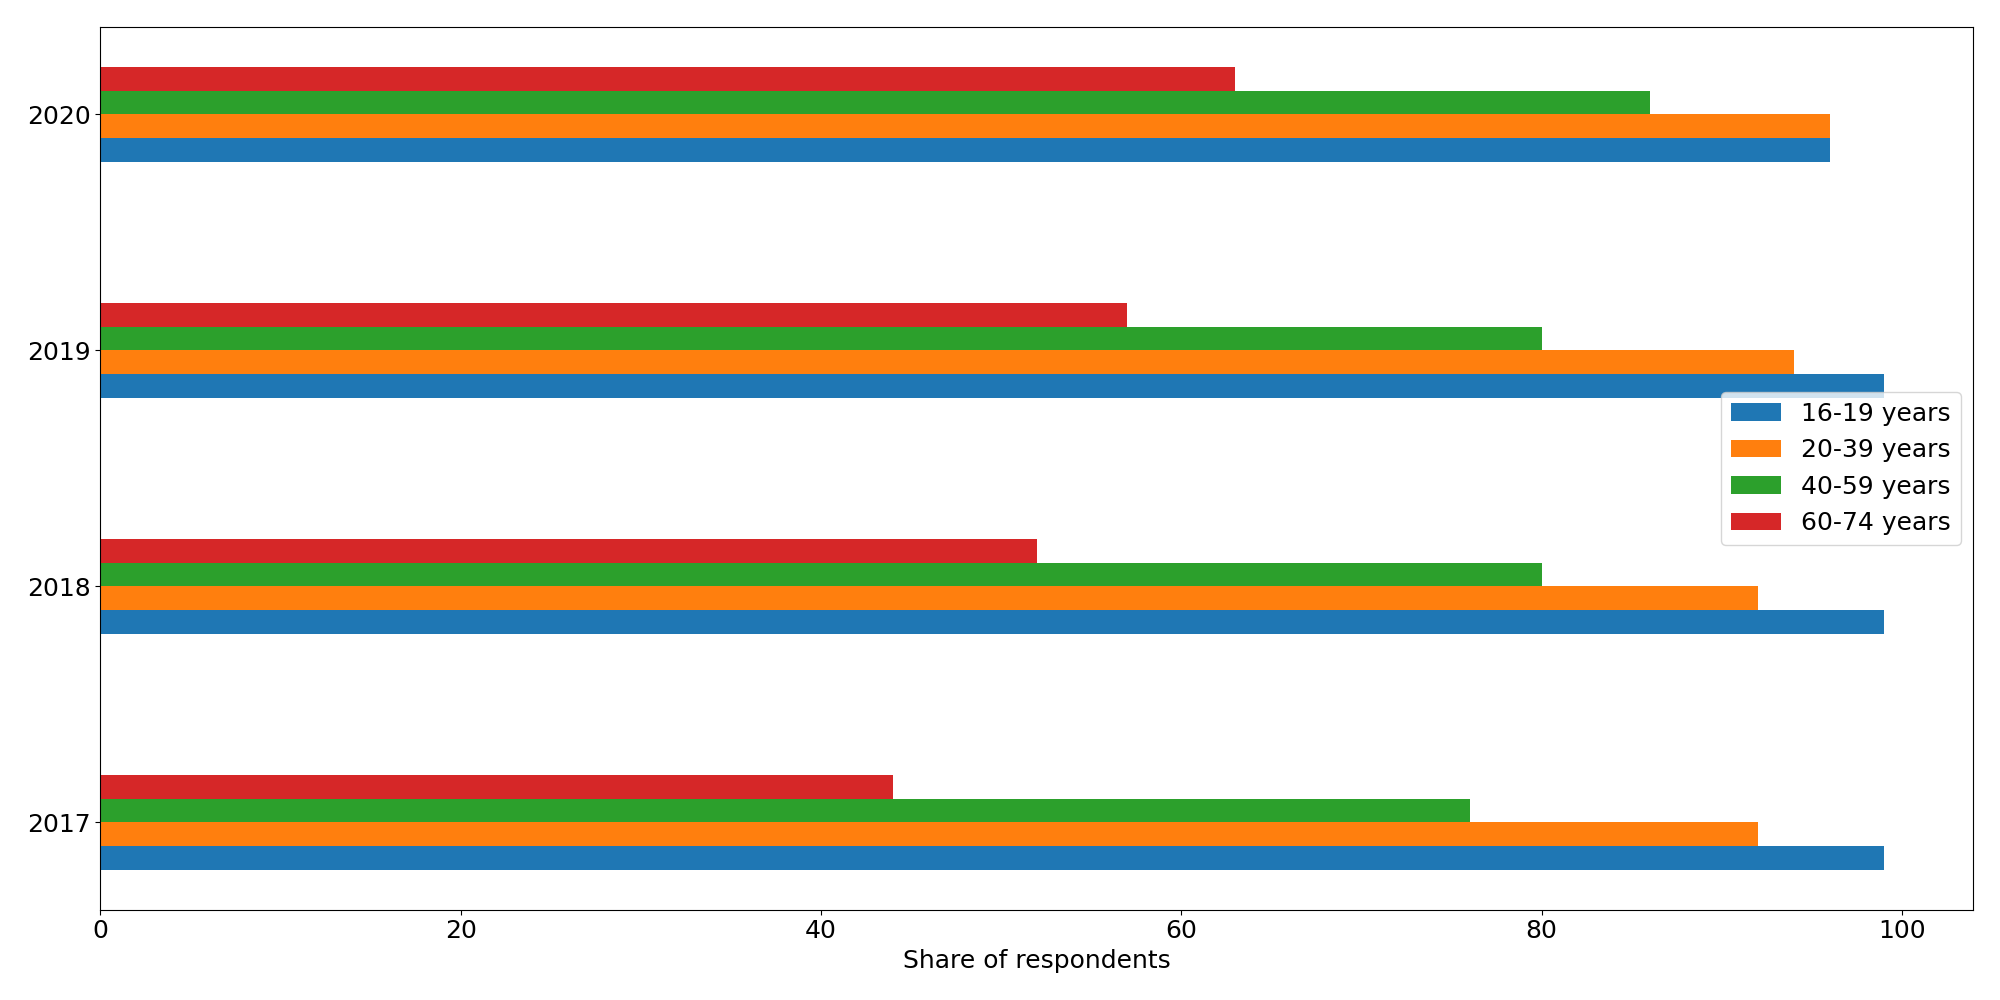 2020
2019
2018
2017
16-19 years
20-39 years
40-59 years
60-74 years
0 20 40 60 80 100
Share of respondents